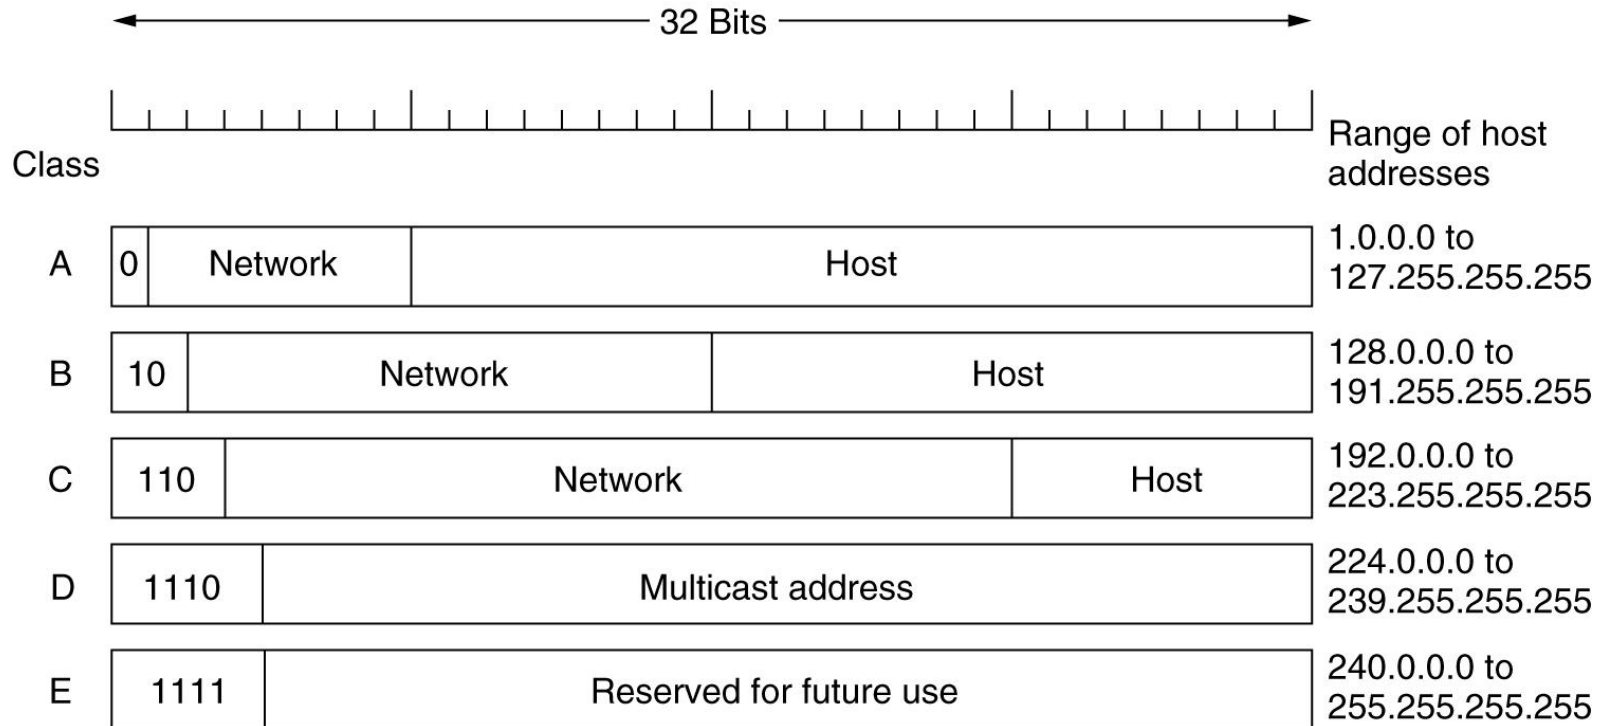 32 Bits
Range of host
addresses
Class
A 0 Network Host 1.0.0.0 to
127.255.255.255
B 10 Network Host 128.0.0.0 to
191.255.255.255
C 110 Network Host 192.0.0.0 to
223.255.255.255
D 1110 Multicast address 224.0.0.0 to
239.255.255.255
E 1111 Reserved for future use 240.0.0.0 to
255.255.255.255